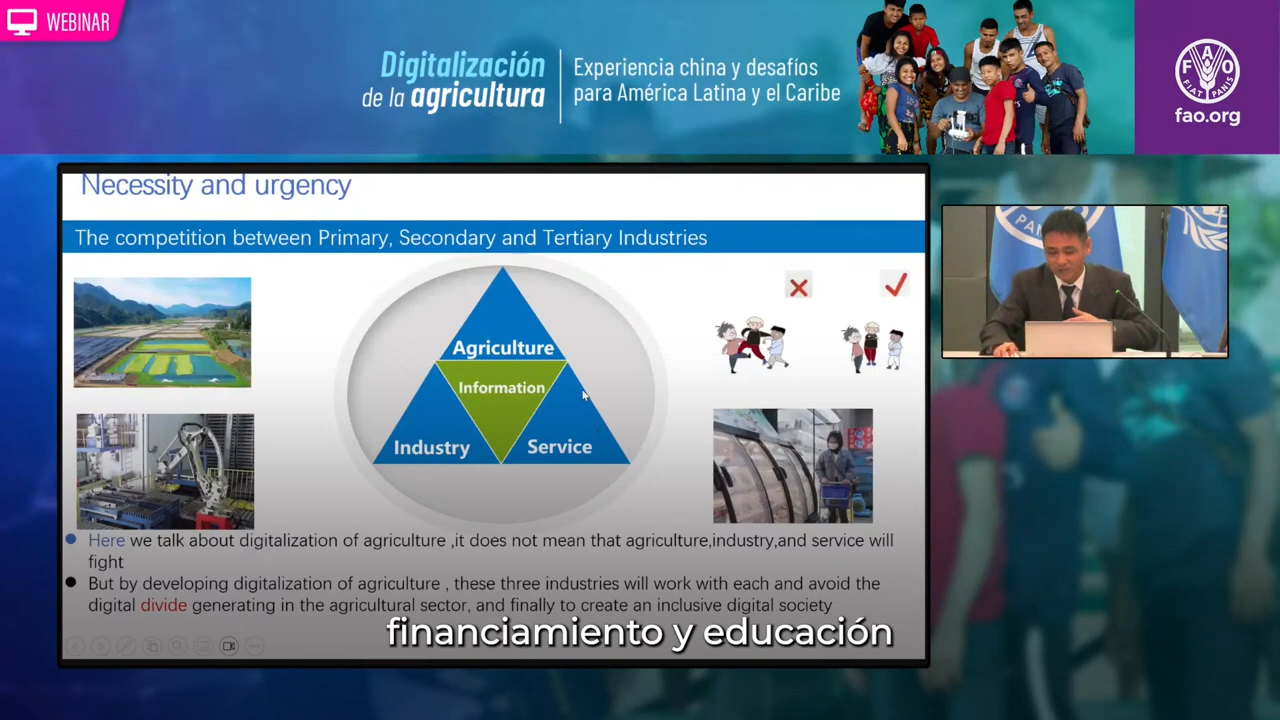 WEBINAR
Digitalización
de la agricultura
Experiencia china y desafíos
para América Latina y el Caribe
F A O
FIAT PANIS
fao.org
Necessity and urgency
The competition between Primary, Secondary and Tertiary Industries
Agriculture
Information
Industry
Service
Here we talk about digitalization of agriculture ,it does not mean that agriculture,industry,and service will
fight
But by developing digitalization of agriculture , these three industries will work with each and avoid the
digital divide generating in the agricultural sector, and finally to create an inclusive digital society
financiamiento y educación